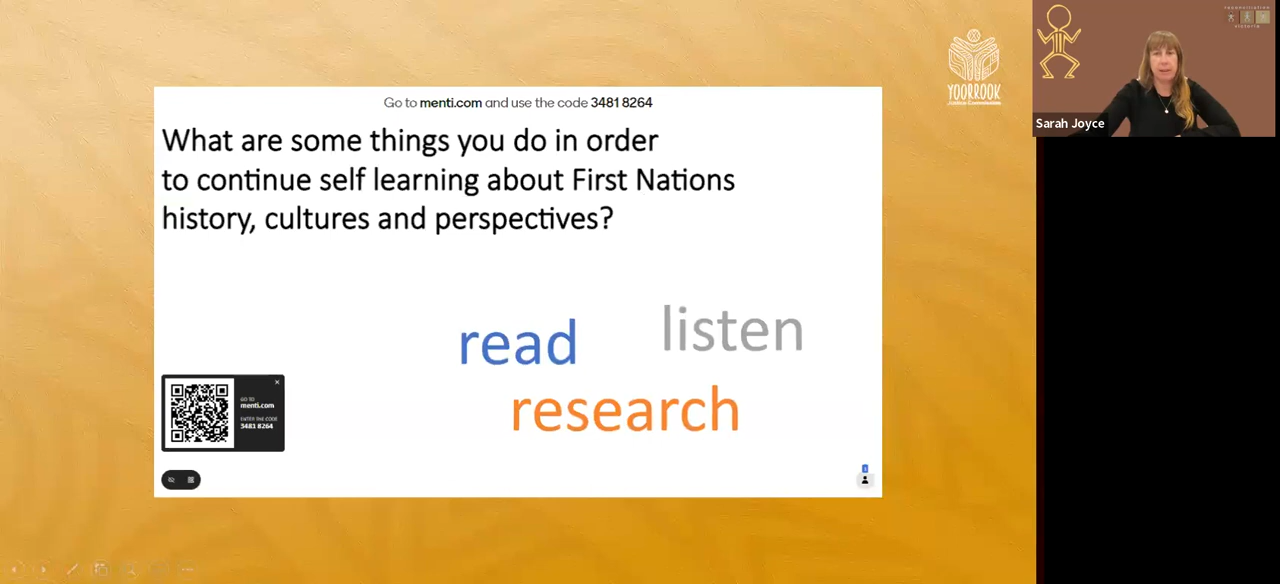 Go to menti.com and use the code 3481 8264
What are some things you do in order
to continue self learning about First Nations
history, cultures and perspectives?
read
listen
research
GO TO
menti.com
ENTER THE CODE
3481 8264
YOORROOK
Justice Commission
reconciliation
victoria
Sarah Joyce